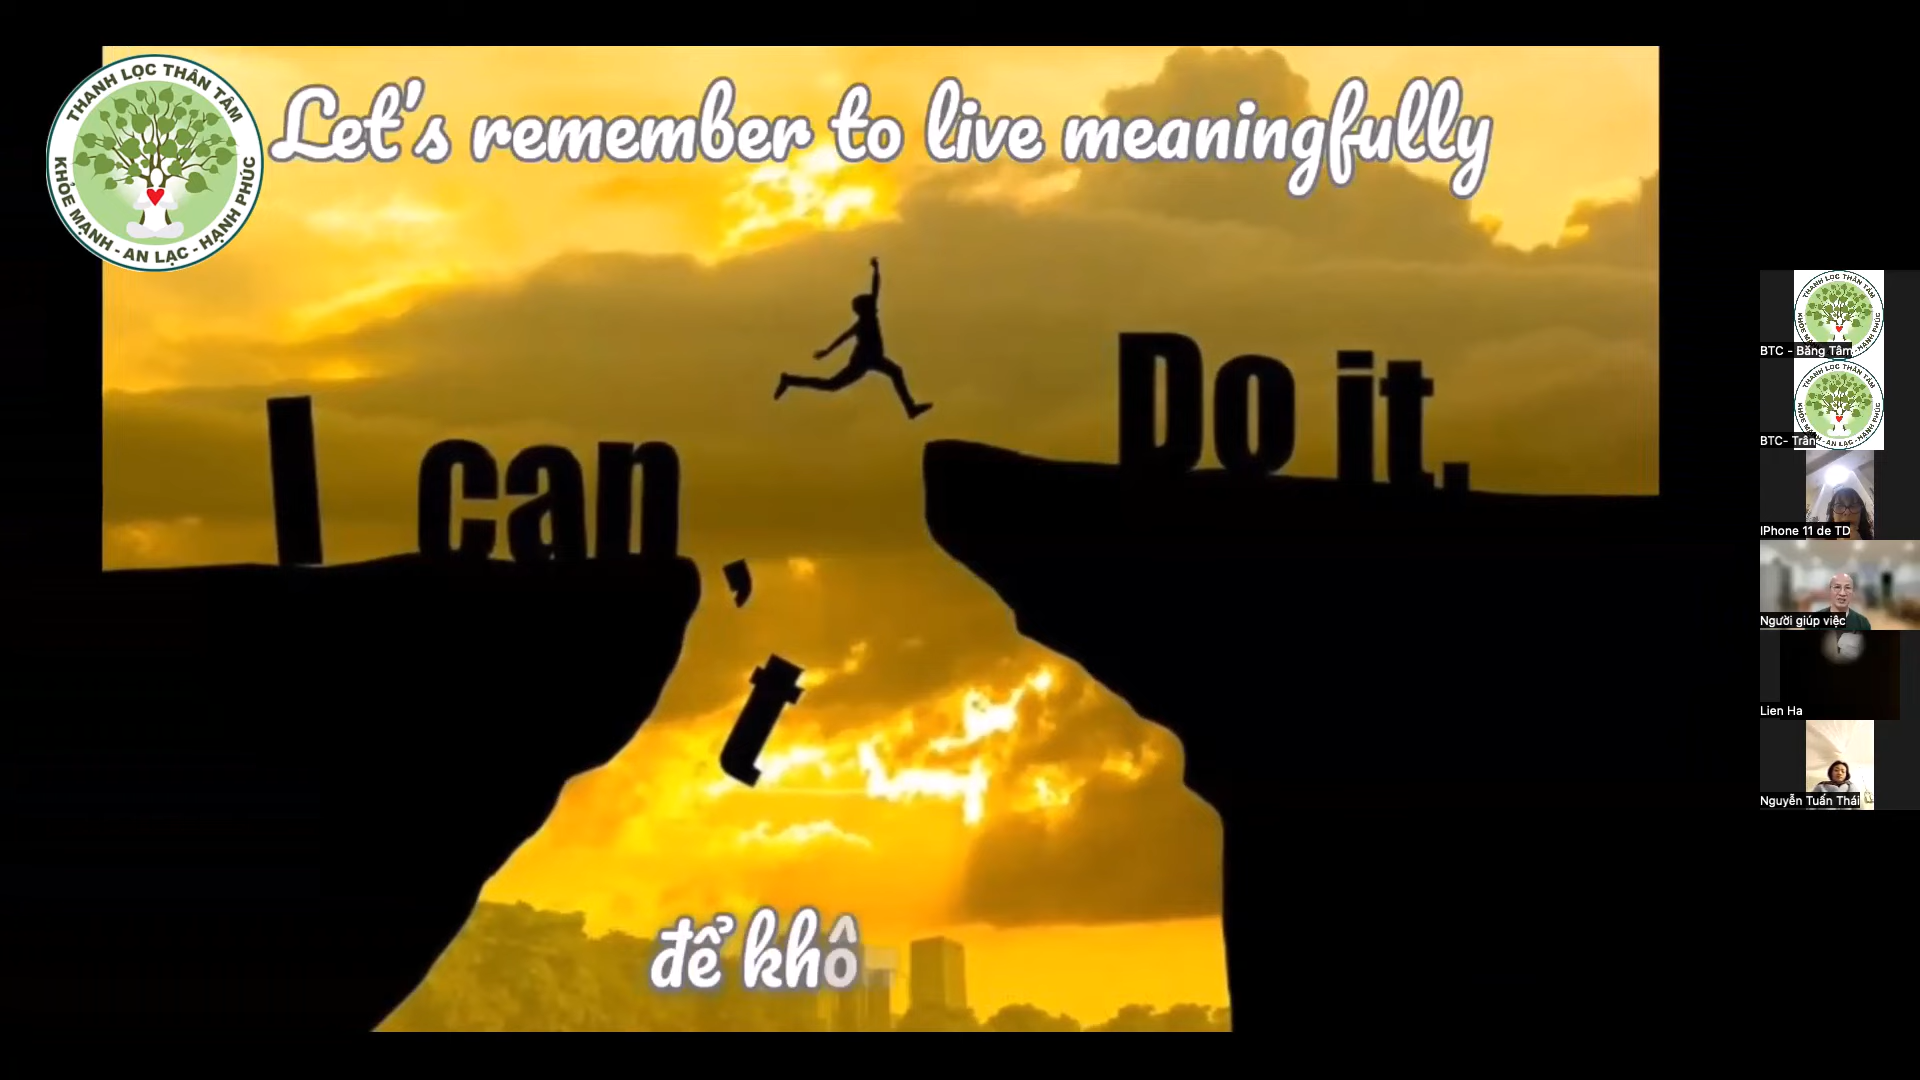 THANH LỌC THÂN TÂM
KHỎE MẠNH - AN LẠC - HẠNH PHÚC
Let's remember to live meaningfully
I can't Do it.
để khô
BTC - Băng Tâm
BTC- Trân
IPhone 11 de TD
Người giúp việc
Lien Ha
Nguyễn Tuấn Thái